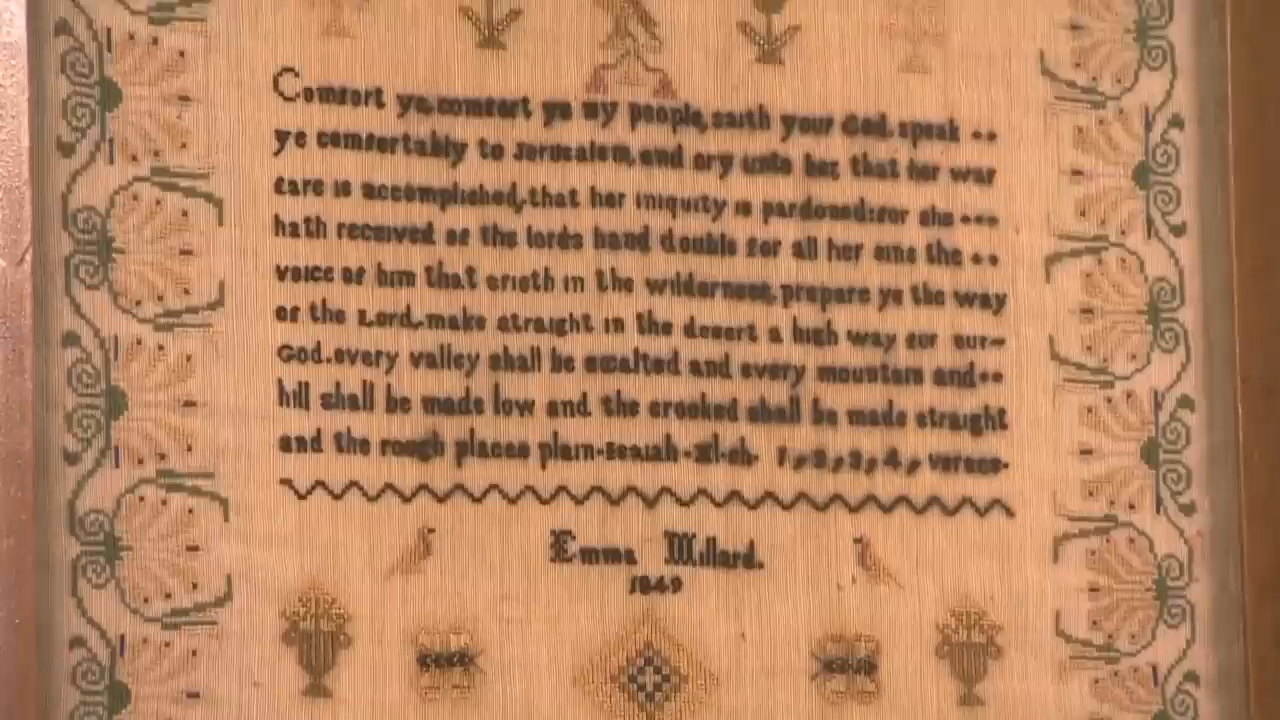 Comfort ye, comfort ye my people, saith your God. speak --
ye comfortably to Jerusalem, and cry unto her that her war
fare is accomplished, that her iniquity is pardoned: for she ---
hath received of the lords hand double for all her sins the --
voice of him that crieth in the wilderness, prepare ye the way
of the Lord. make straight in the desert a high way for our-
God. every valley shall be exalted and every mountain and--
hill shall be made low and the crooked shall be made straight
and the rough places plain-Isaiah-xl-ch- 1, 2, 3, 4, verses-
Emma Millard.
1849